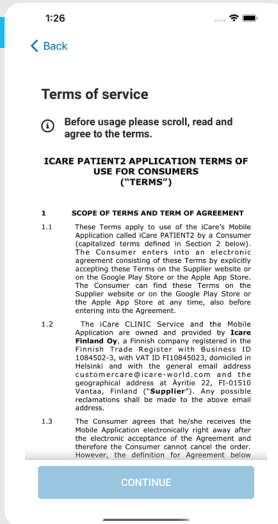 1:26
Back
Terms of service
Before usage please scroll, read and
agree to the terms.
ICARE PATIENT2 APPLICATION TERMS OF
USE FOR CONSUMERS
("TERMS")
1 SCOPE OF TERMS AND TERM OF AGREEMENT
1.1 These Terms apply to use of the iCare's Mobile
Application called iCare PATIENT2 by a Consumer
(capitalized terms defined in Section 2 below).
The Consumer enters into an electronic
agreement consisting of these Terms by explicitly
accepting these Terms on the Supplier website or
on the Google Play Store or the Apple App Store.
The Consumer can find these Terms on the
Supplier website or on the Google Play Store or
the Apple App Store at any time, also before
entering into the Agreement.
1.2 The iCare CLINIC Service and the Mobile
Application are owned and provided by Icare
Finland Oy, a Finnish company registered in the
Finnish Trade Register with Business ID
1084502-3, with VAT ID FI10845023, domiciled in
Helsinki and with the general email address
customercare@icare-world.com and the
geographical address at Äyritie 22, FI-01510
Vantaa, Finland ("Supplier"). Any possible
reclamations shall be made to the above email
address.
1.3 The Consumer agrees that he/she receives the
Mobile Application electronically right away after
the electronic acceptance of the Agreement and
therefore the Consumer cannot cancel the order.
However, the definition for Agreement below
CONTINUE